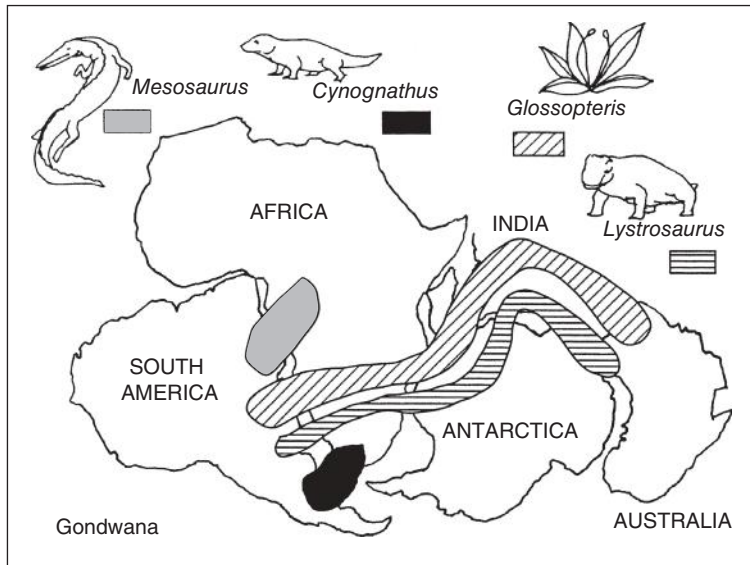 Mesosaurus
Cynognathus
Glossopteris
Lystrosaurus
AFRICA
INDIA
SOUTH
AMERICA
ANTARCTICA
AUSTRALIA
Gondwana